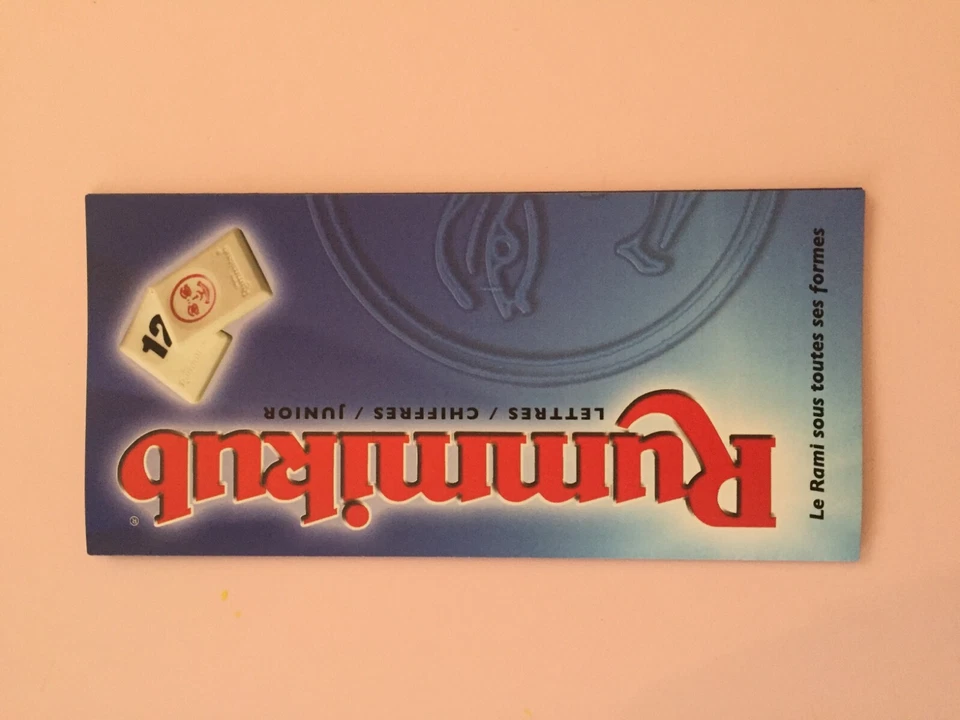 Rummikub®
LETTRES / CHIFFRES / JUNIOR
12
Le Rami sous toutes ses formes